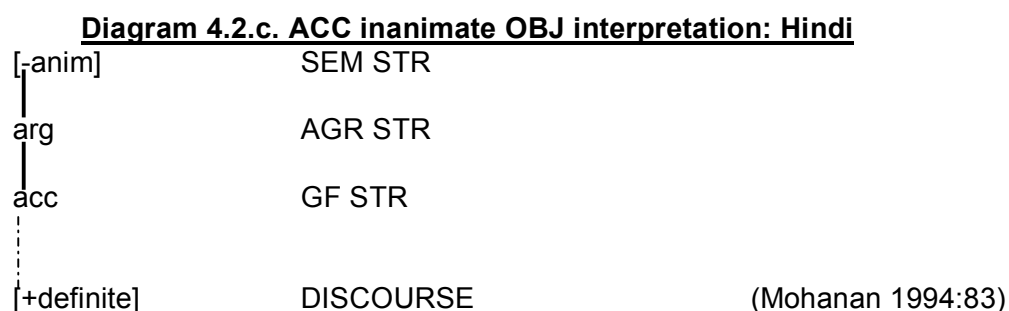 Diagram 4.2.c. ACC inanimate OBJ interpretation: Hindi
[-anim] SEM STR
arg AGR STR
acc GF STR
[+definite] DISCOURSE (Mohanan 1994:83)